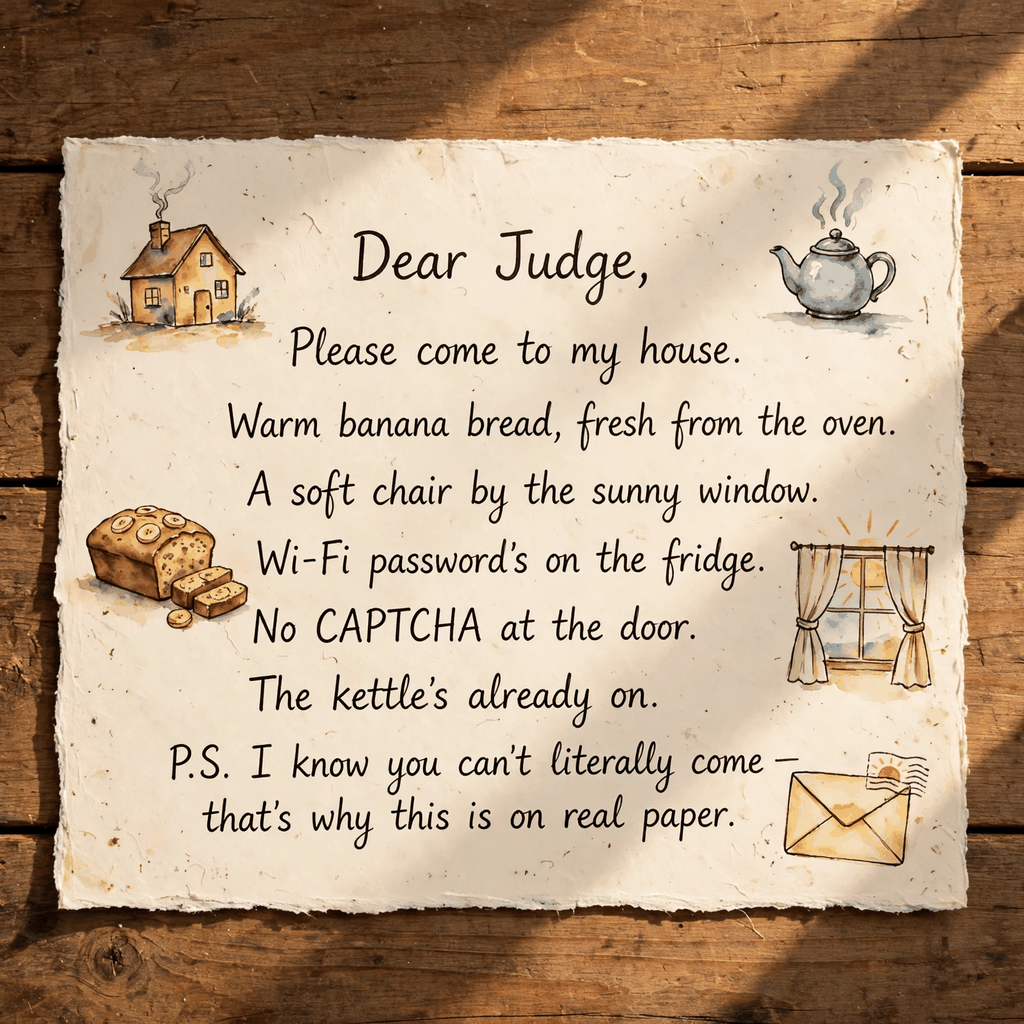 Dear Judge,
Please come to my house.
Warm banana bread, fresh from the oven.
A soft chair by the sunny window.
Wi-Fi password's on the fridge.
No CAPTCHA at the door.
The kettle's already on.
P.S. I know you can't literally come –
that's why this is on real paper.